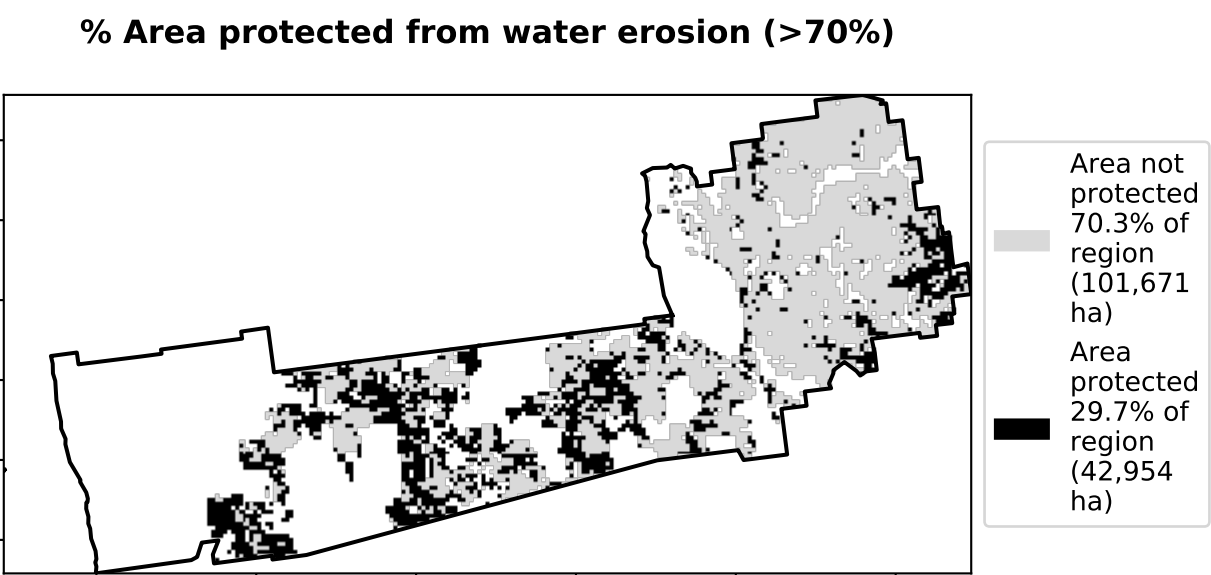 % Area protected from water erosion (>70%)
Area not
protected
70.3% of
region
(101,671
ha)
Area
protected
29.7% of
region
(42,954
ha)